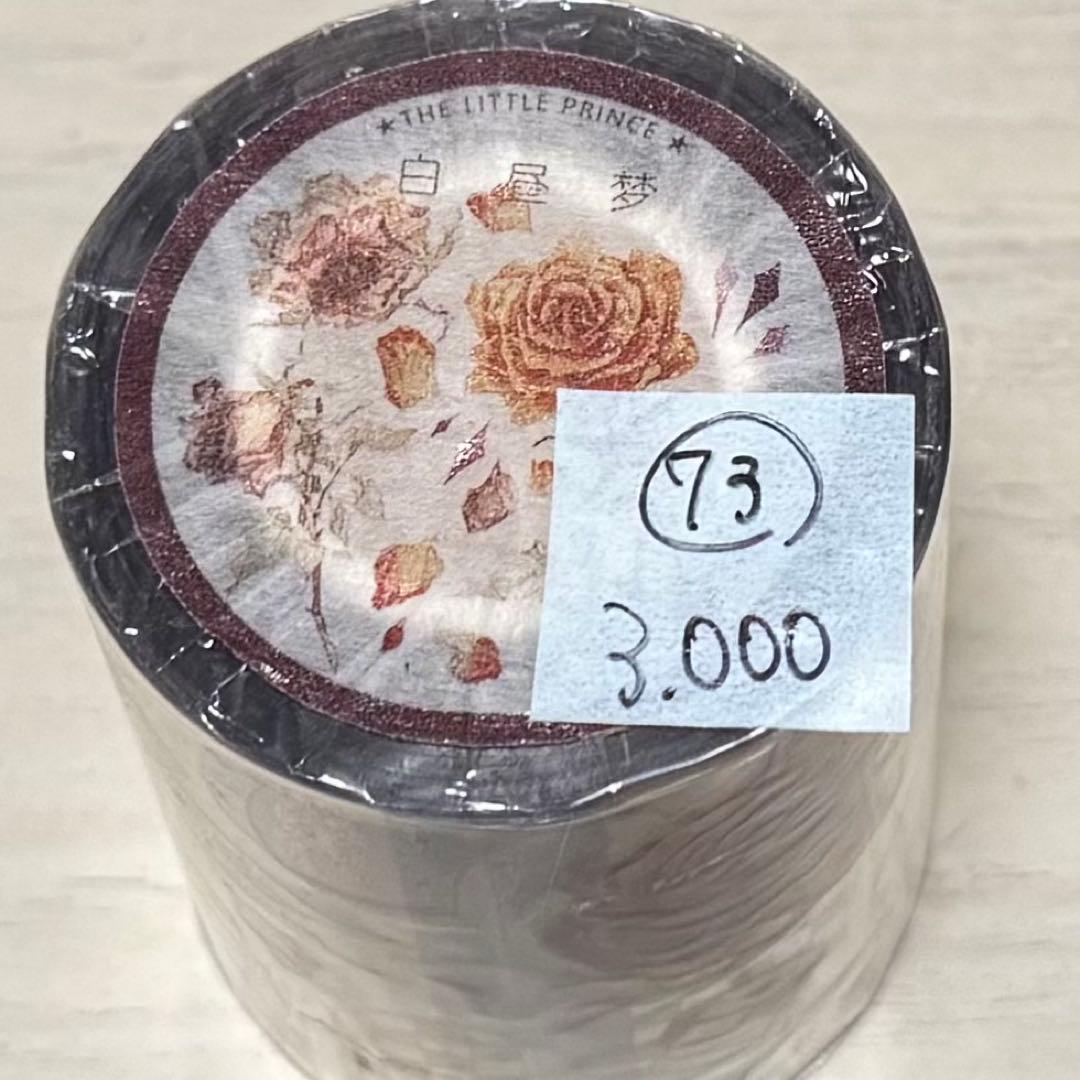 ★THE LITTLE PRINCE★
白昼梦
73
3.000